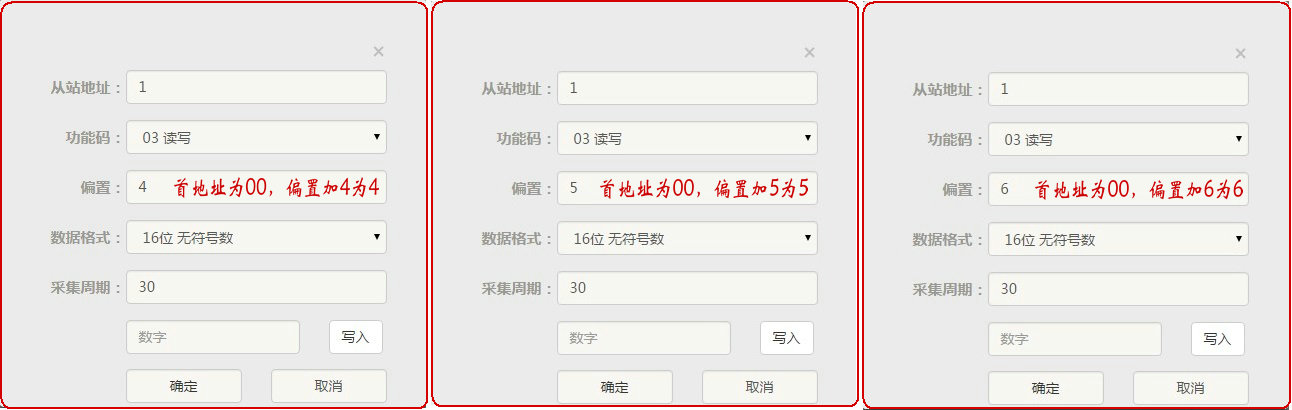 ×
从站地址： 1
功能码： 03 读写
偏置： 4 首地址为00，偏置加4为4
数据格式： 16位 无符号数
采集周期： 30
数字 写入
确定 取消
×
从站地址： 1
功能码： 03 读写
偏置： 5 首地址为00，偏置加5为5
数据格式： 16位 无符号数
采集周期： 30
数字 写入
确定 取消
×
从站地址： 1
功能码： 03 读写
偏置： 6 首地址为00，偏置加6为6
数据格式： 16位 无符号数
采集周期： 30
数字 写入
确定 取消